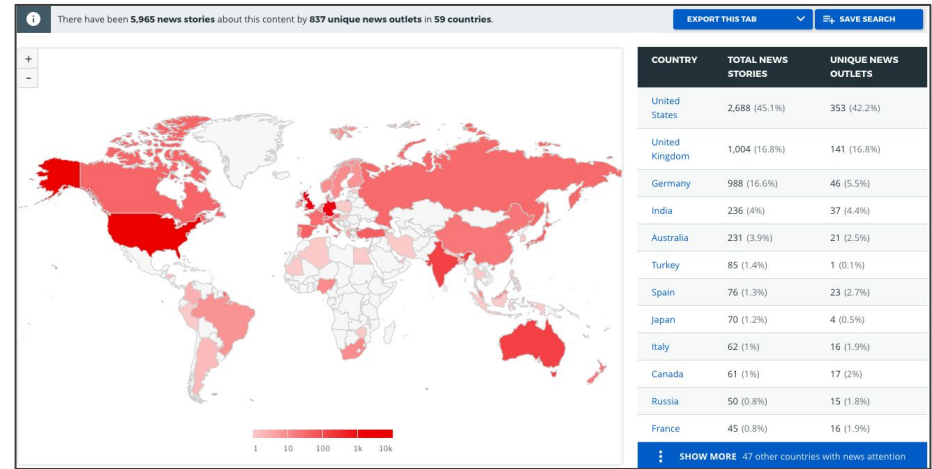 There have been 5,965 news stories about this content by 837 unique news outlets in 59 countries.
EXPORT THIS TAB
SAVE SEARCH
+
−
COUNTRY TOTAL NEWS STORIES UNIQUE NEWS OUTLETS
United States 2,688 (45.1%) 353 (42.2%)
United Kingdom 1,004 (16.8%) 141 (16.8%)
Germany 988 (16.6%) 46 (5.5%)
India 236 (4%) 37 (4.4%)
Australia 231 (3.9%) 21 (2.5%)
Turkey 85 (1.4%) 1 (0.1%)
Spain 76 (1.3%) 23 (2.7%)
Japan 70 (1.2%) 4 (0.5%)
Italy 62 (1%) 16 (1.9%)
Canada 61 (1%) 17 (2%)
Russia 50 (0.8%) 15 (1.8%)
France 45 (0.8%) 16 (1.9%)
SHOW MORE 47 other countries with news attention
1 10 100 1k 10k